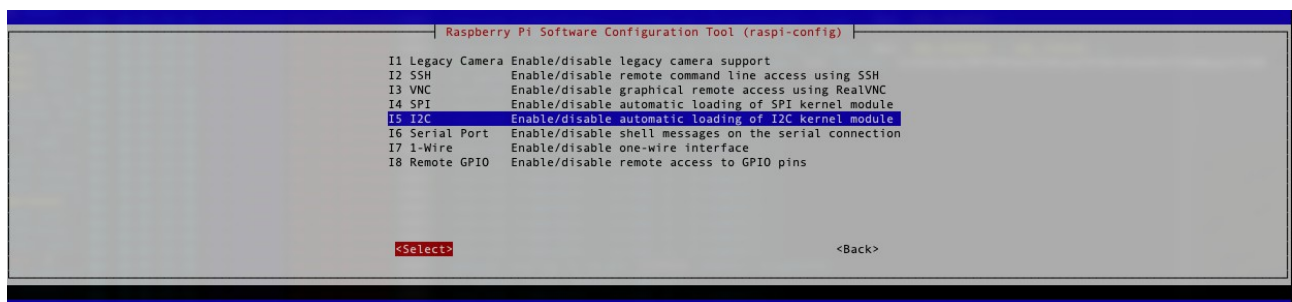 Raspberry Pi Software Configuration Tool (raspi-config)
I1 Legacy Camera Enable/disable legacy camera support
I2 SSH Enable/disable remote command line access using SSH
I3 VNC Enable/disable graphical remote access using RealVNC
I4 SPI Enable/disable automatic loading of SPI kernel module
I5 I2C Enable/disable automatic loading of I2C kernel module
I6 Serial Port Enable/disable shell messages on the serial connection
I7 1-Wire Enable/disable one-wire interface
I8 Remote GPIO Enable/disable remote access to GPIO pins
<Select> <Back>